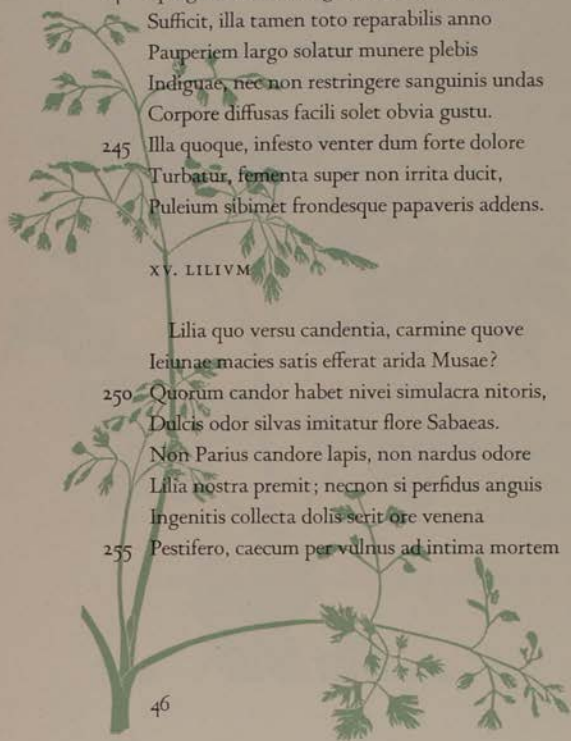 Sufficit, illa tamen toto reparabilis anno
Pauperiem largo solatur munere plebis
Indiguae, nec non restringere sanguinis undas
Corpore diffusas facili solet obvia gustu.
245 Illa quoque, infesto venter dum forte dolore
Turbatur, fementa super non irrita ducit,
Puleium sibimet frondesque papaveris addens.
XV. LILIVM
Lilia quo versu candentia, carmine quove
Ieiunae macies satis efferat arida Musae?
250 Quorum candor habet nivei simulacra nitoris,
Dulcis odor silvas imitatur flore Sabaeas.
Non Parius candore lapis, non nardus odore
Lilia nostra premit; necnon si perfidus anguis
Ingenitis collecta dolis serit ore venena
255 Pestifero, caecum per vulnus ad intima mortem
46